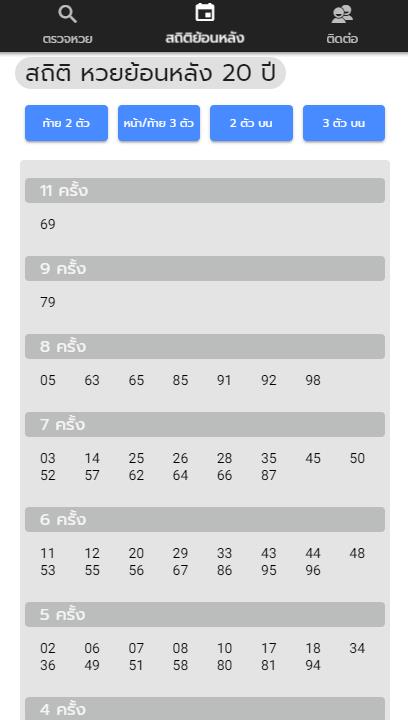 ตรวจหวย สถิติย้อนหลัง ติดต่อ
สถิติ หวยย้อนหลัง 20 ปี
ท้าย 2 ตัว หน้า/ท้าย 3 ตัว 2 ตัว บน 3 ตัว บน
11 ครั้ง
69
9 ครั้ง
79
8 ครั้ง
05 63 65 85 91 92 98
7 ครั้ง
03 14 25 26 28 35 45 50
52 57 62 64 66 87
6 ครั้ง
11 12 20 29 33 43 44 48
53 55 56 67 86 95 96
5 ครั้ง
02 06 07 08 10 17 18 34
36 49 51 58 80 81 94
4 ครั้ง